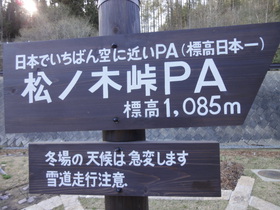 日本でいちばん空に近いPA(標高日本一)
松ノ木峠PA
標高1,085m
冬場の天候は急変します
雪道走行注意